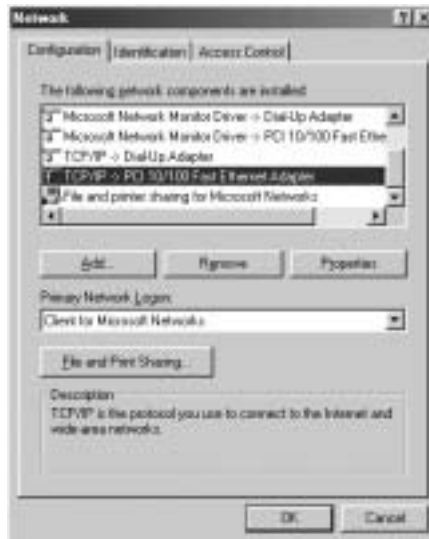 Network
Configuration Identification Access Control
The following network components are installed:
Microsoft Network Monitor Driver -> Dial-Up Adapter
Microsoft Network Monitor Driver -> PCI 10/100 Fast Ethe
TCP/IP -> Dial-Up Adapter
TCP/IP -> PCI 10/100 Fast Ethernet Adapter
File and printer sharing for Microsoft Networks
Add... Remove Properties
Primary Network Logon:
Client for Microsoft Networks
File and Print Sharing...
Description
TCP/IP is the protocol you use to connect to the Internet and
wide-area networks.
OK Cancel